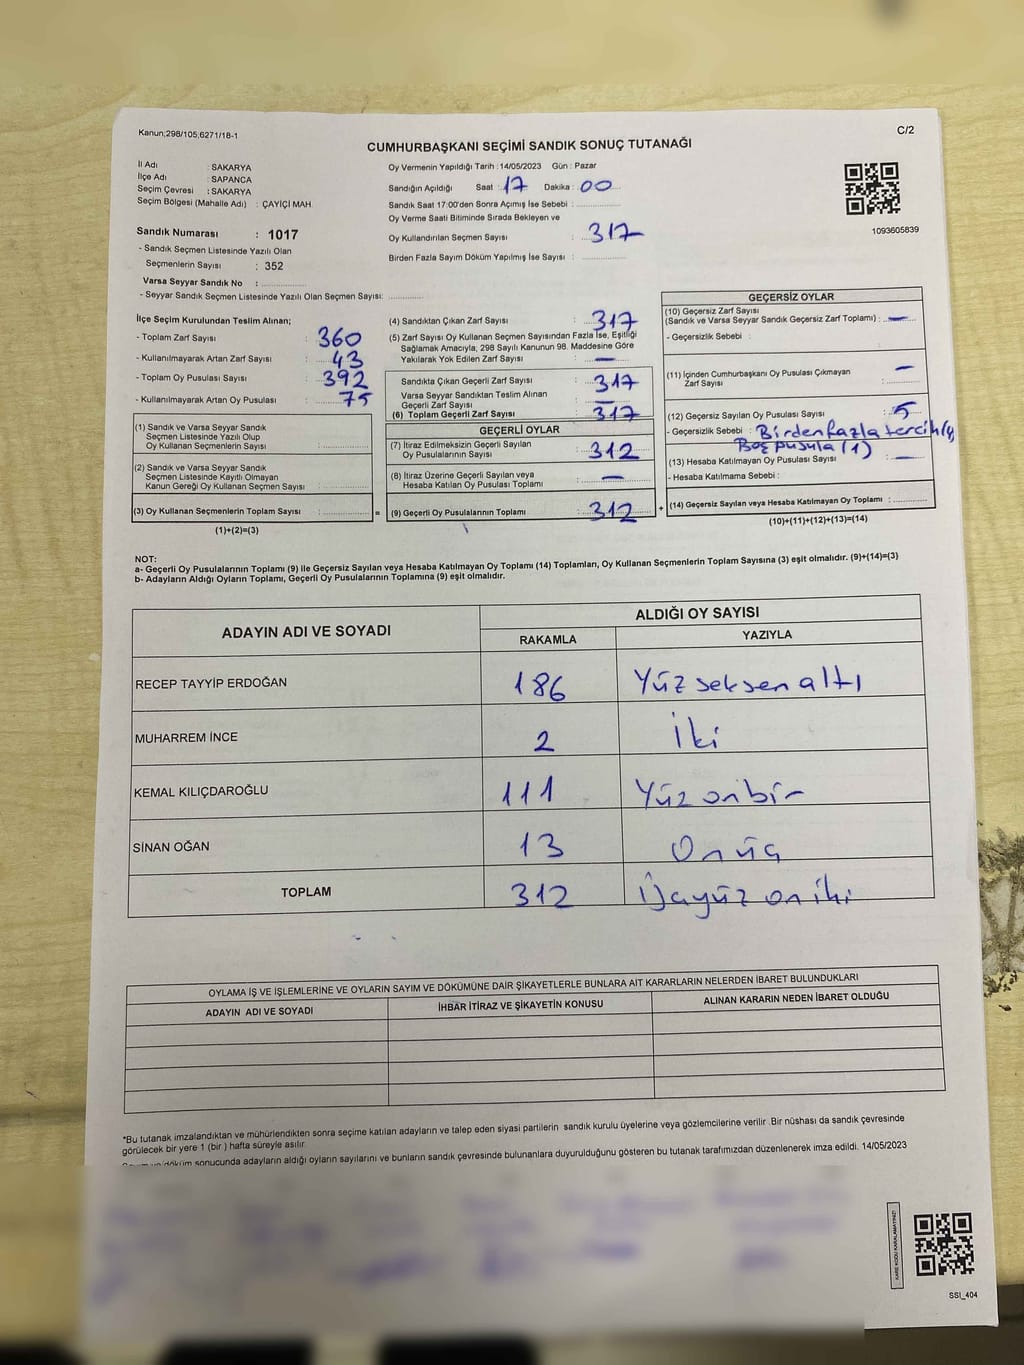 Kanun;298/105;6271/18-1
C/2
CUMHURBAŞKANI SEÇİMİ SANDIK SONUÇ TUTANAĞI
İl Adı : SAKARYA
İlçe Adı : SAPANCA
Seçim Çevresi : SAKARYA
Seçim Bölgesi (Mahalle Adı) : ÇAYİÇİ MAH.
Sandık Numarası : 1017
- Sandık Seçmen Listesinde Yazılı Olan
Seçmenlerin Sayısı : 352
Varsa Seyyar Sandık No :
- Seyyar Sandık Seçmen Listesinde Yazılı Olan Seçmen Sayısı:
Oy Vermenin Yapıldığı Tarih : 14/05/2023 Gün : Pazar
Sandığın Açıldığı Saat : 17 Dakika : 00
Sandık Saat 17:00'den Sonra Açımış İse Sebebi :
Oy Verme Saati Bitiminde Sırada Bekleyen ve
Oy Kullandırılan Seçmen Sayısı : 317
Birden Fazla Sayım Döküm Yapılmış İse Sayısı :
1093605839
İlçe Seçim Kurulundan Teslim Alınan;
- Toplam Zarf Sayısı : 360
- Kullanılmayarak Artan Zarf Sayısı : 43
- Toplam Oy Pusulası Sayısı : 392
- Kullanılmayarak Artan Oy Pusulası : 75
(1) Sandık ve Varsa Seyyar Sandık
Seçmen Listesinde Yazılı Olup
Oy Kullanan Seçmenlerin Sayısı :
(2) Sandık ve Varsa Seyyar Sandık
Seçmen Listesinde Kayıtlı Olmayan
Kanun Gereği Oy Kullanan Seçmen Sayısı :
(3) Oy Kullanan Seçmenlerin Toplam Sayısı : =
(1)+(2)=(3)
(4) Sandıktan Çıkan Zarf Sayısı : 317
(5) Zarf Sayısı Oy Kullanan Seçmen Sayısından Fazla İse, Eşitliği
Sağlamak Amacıyla, 298 Sayılı Kanunun 98. Maddesine Göre
Yakılarak Yok Edilen Zarf Sayısı : —
Sandıkta Çıkan Geçerli Zarf Sayısı : 317
Varsa Seyyar Sandıktan Teslim Alınan
Geçerli Zarf Sayısı : —
(6) Toplam Geçerli Zarf Sayısı : 317
GEÇERLİ OYLAR
(7) İtiraz Edilmeksizin Geçerli Sayılan
Oy Pusulalarının Sayısı : 312
(8) İtiraz Üzerine Geçerli Sayılan veya
Hesaba Katılan Oy Pusulası Toplamı : —
(9) Geçerli Oy Pusulalarının Toplamı : 312 +
GEÇERSİZ OYLAR
(10) Geçersiz Zarf Sayısı
(Sandık ve Varsa Seyyar Sandık Geçersiz Zarf Toplamı) : —
- Geçersizlik Sebebi :
(11) İçinden Cumhurbaşkanı Oy Pusulası Çıkmayan
Zarf Sayısı : —
(12) Geçersiz Sayılan Oy Pusulası Sayısı : 5
- Geçersizlik Sebebi : Birden fazla tercih
Boş pusula (1)
(13) Hesaba Katılmayan Oy Pusulası Sayısı : —
- Hesaba Katılmama Sebebi :
(14) Geçersiz Sayılan veya Hesaba Katılmayan Oy Toplamı :
(10)+(11)+(12)+(13)=(14)
NOT:
a- Geçerli Oy Pusulalarının Toplamı (9) ile Geçersiz Sayılan veya Hesaba Katılmayan Oy Toplamı (14) Toplamları, Oy Kullanan Seçmenlerin Toplam Sayısına (3) eşit olmalıdır. (9)+(14)=(3)
b- Adayların Aldığı Oyların Toplamı, Geçerli Oy Pusulalarının Toplamına (9) eşit olmalıdır.
ADAYIN ADI VE SOYADI
ALDIĞI OY SAYISI
RAKAMLA YAZIYLA
RECEP TAYYİP ERDOĞAN 186 Yüz seksen altı
MUHARREM İNCE 2 İki
KEMAL KILIÇDAROĞLU 111 Yüz onbir
SİNAN OĞAN 13 Onüç
TOPLAM 312 Üçyüz oniki
OYLAMA İŞ VE İŞLEMLERİNE VE OYLARIN SAYIM VE DÖKÜMÜNE DAİR ŞİKAYETLERLE BUNLARA AİT KARARLARIN NELERDEN İBARET BULUNDUKLARI
ADAYIN ADI VE SOYADI İHBAR İTİRAZ VE ŞİKAYETİN KONUSU ALINAN KARARIN NEDEN İBARET OLDUĞU
*Bu tutanak imzalandıktan ve mühürlendikten sonra seçime katılan adayların ve talep eden siyasi partilerin sandık kurulu üyelerine veya gözlemcilerine verilir .Bir nüshası da sandık çevresinde
görülecek bir yere 1 (bir ) hafta süreyle asılır.
sonucunda adayların aldığı oyların sayılarını ve bunların sandık çevresinde bulunanlara duyurulduğunu gösteren bu tutanak tarafımızdan düzenlenerek imza edildi. 14/05/2023
KARE KODU KARALAMAYINIZ!
SSI_404